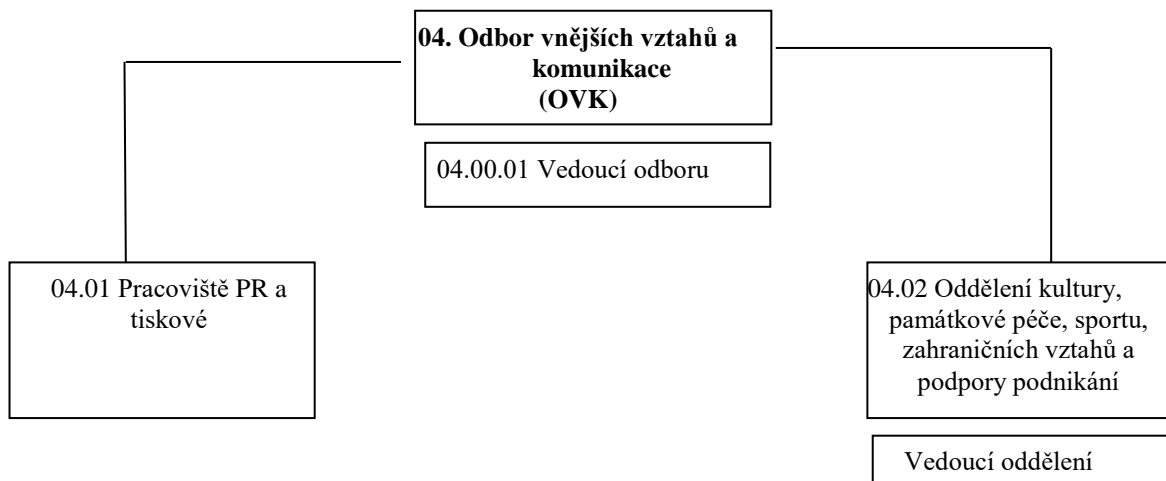 04. Odbor vnějších vztahů a
komunikace
(OVK)
04.00.01 Vedoucí odboru
04.01 Pracoviště PR a
tiskové
04.02 Oddělení kultury,
památkové péče, sportu,
zahraničních vztahů a
podpory podnikání
Vedoucí oddělení